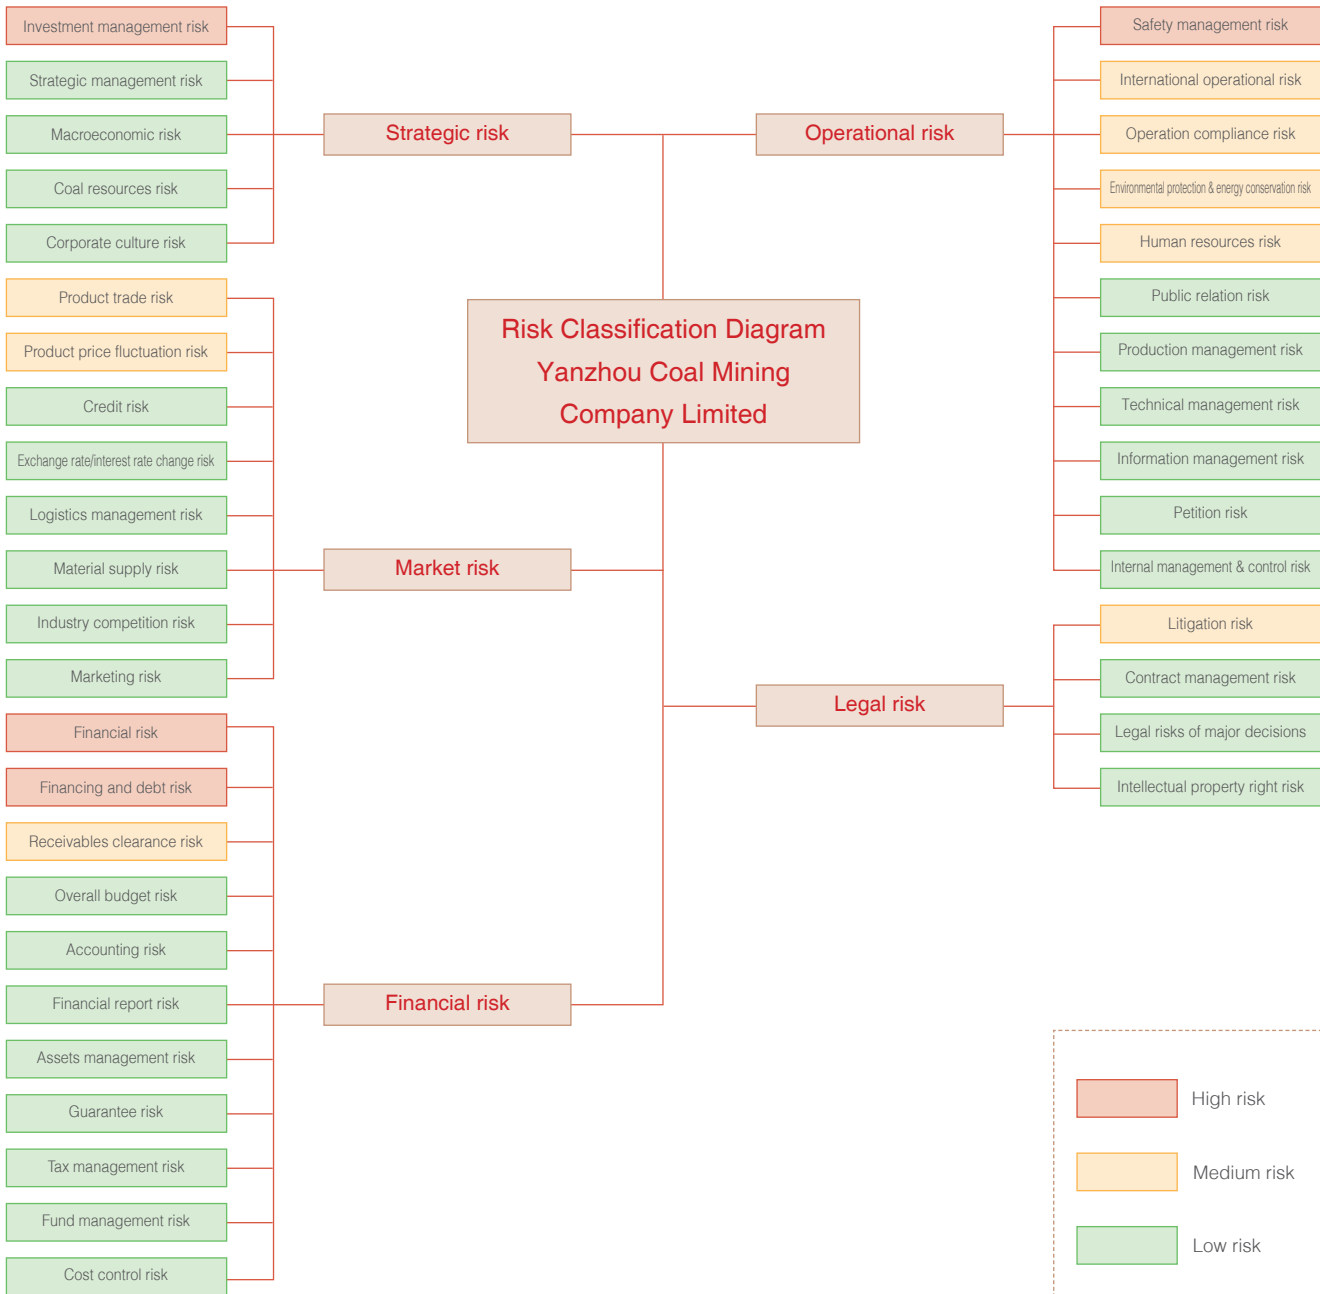 Investment management risk
Strategic management risk
Macroeconomic risk
Coal resources risk
Corporate culture risk
Strategic risk
Product trade risk
Product price fluctuation risk
Credit risk
Exchange rate/interest rate change risk
Logistics management risk
Material supply risk
Industry competition risk
Marketing risk
Market risk
Financial risk
Financing and debt risk
Receivables clearance risk
Overall budget risk
Accounting risk
Financial report risk
Assets management risk
Guarantee risk
Tax management risk
Fund management risk
Cost control risk
Financial risk
Risk Classification Diagram
Yanzhou Coal Mining
Company Limited
Operational risk
Safety management risk
International operational risk
Operation compliance risk
Environmental protection & energy conservation risk
Human resources risk
Public relation risk
Production management risk
Technical management risk
Information management risk
Petition risk
Internal management & control risk
Legal risk
Litigation risk
Contract management risk
Legal risks of major decisions
Intellectual property right risk
High risk
Medium risk
Low risk